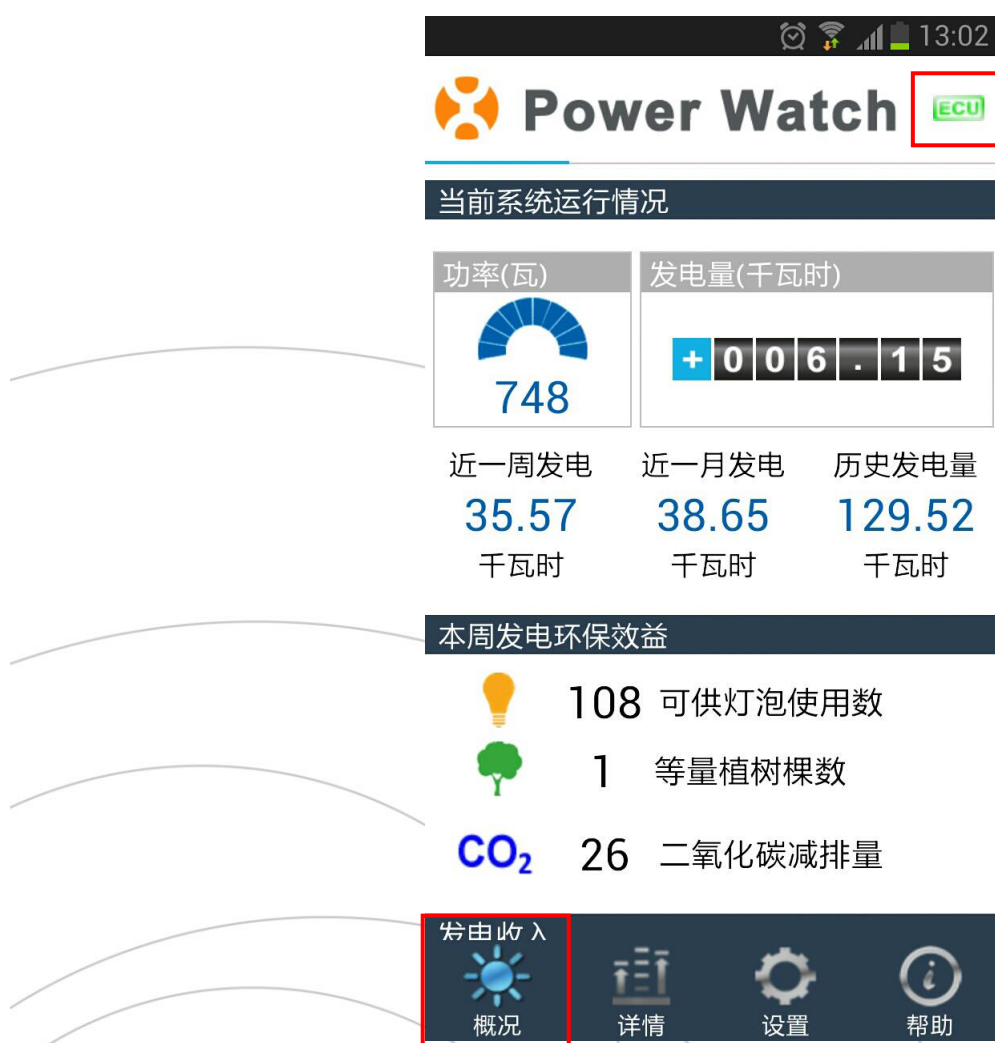 13:02
Power Watch ECU
当前系统运行情况
功率(瓦) 发电量(千瓦时)
748 +006.15
近一周发电 近一月发电 历史发电量
35.57 38.65 129.52
千瓦时 千瓦时 千瓦时
本周发电环保效益
108 可供灯泡使用数
1 等量植树棵数
CO₂ 26 二氧化碳减排量
发电收入
概况 详情 设置 帮助